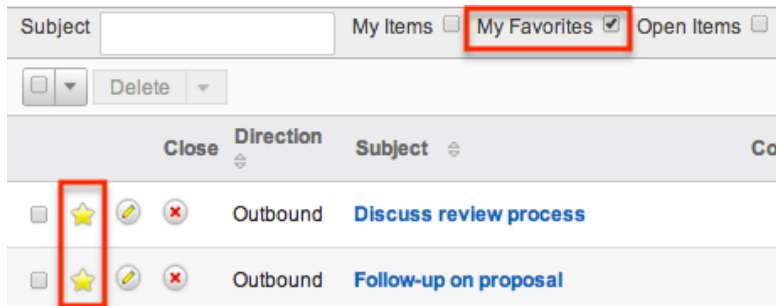 Subject My Items My Favorites Open Items
Delete
Close Direction Subject Co
Outbound Discuss review process
Outbound Follow-up on proposal